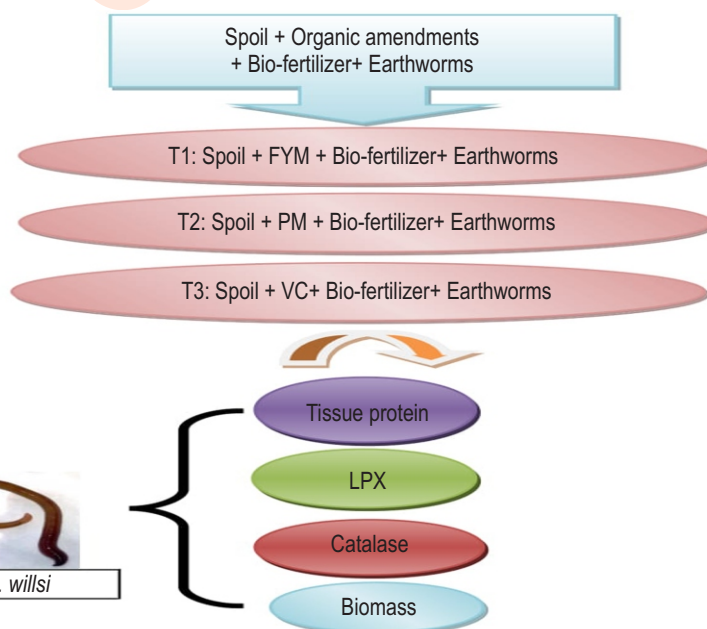 Spoil + Organic amendments
+ Bio-fertilizer+ Earthworms
T1: Spoil + FYM + Bio-fertilizer+ Earthworms
T2: Spoil + PM + Bio-fertilizer+ Earthworms
T3: Spoil + VC+ Bio-fertilizer+ Earthworms
Tissue protein
LPX
Catalase
Biomass
. willsi